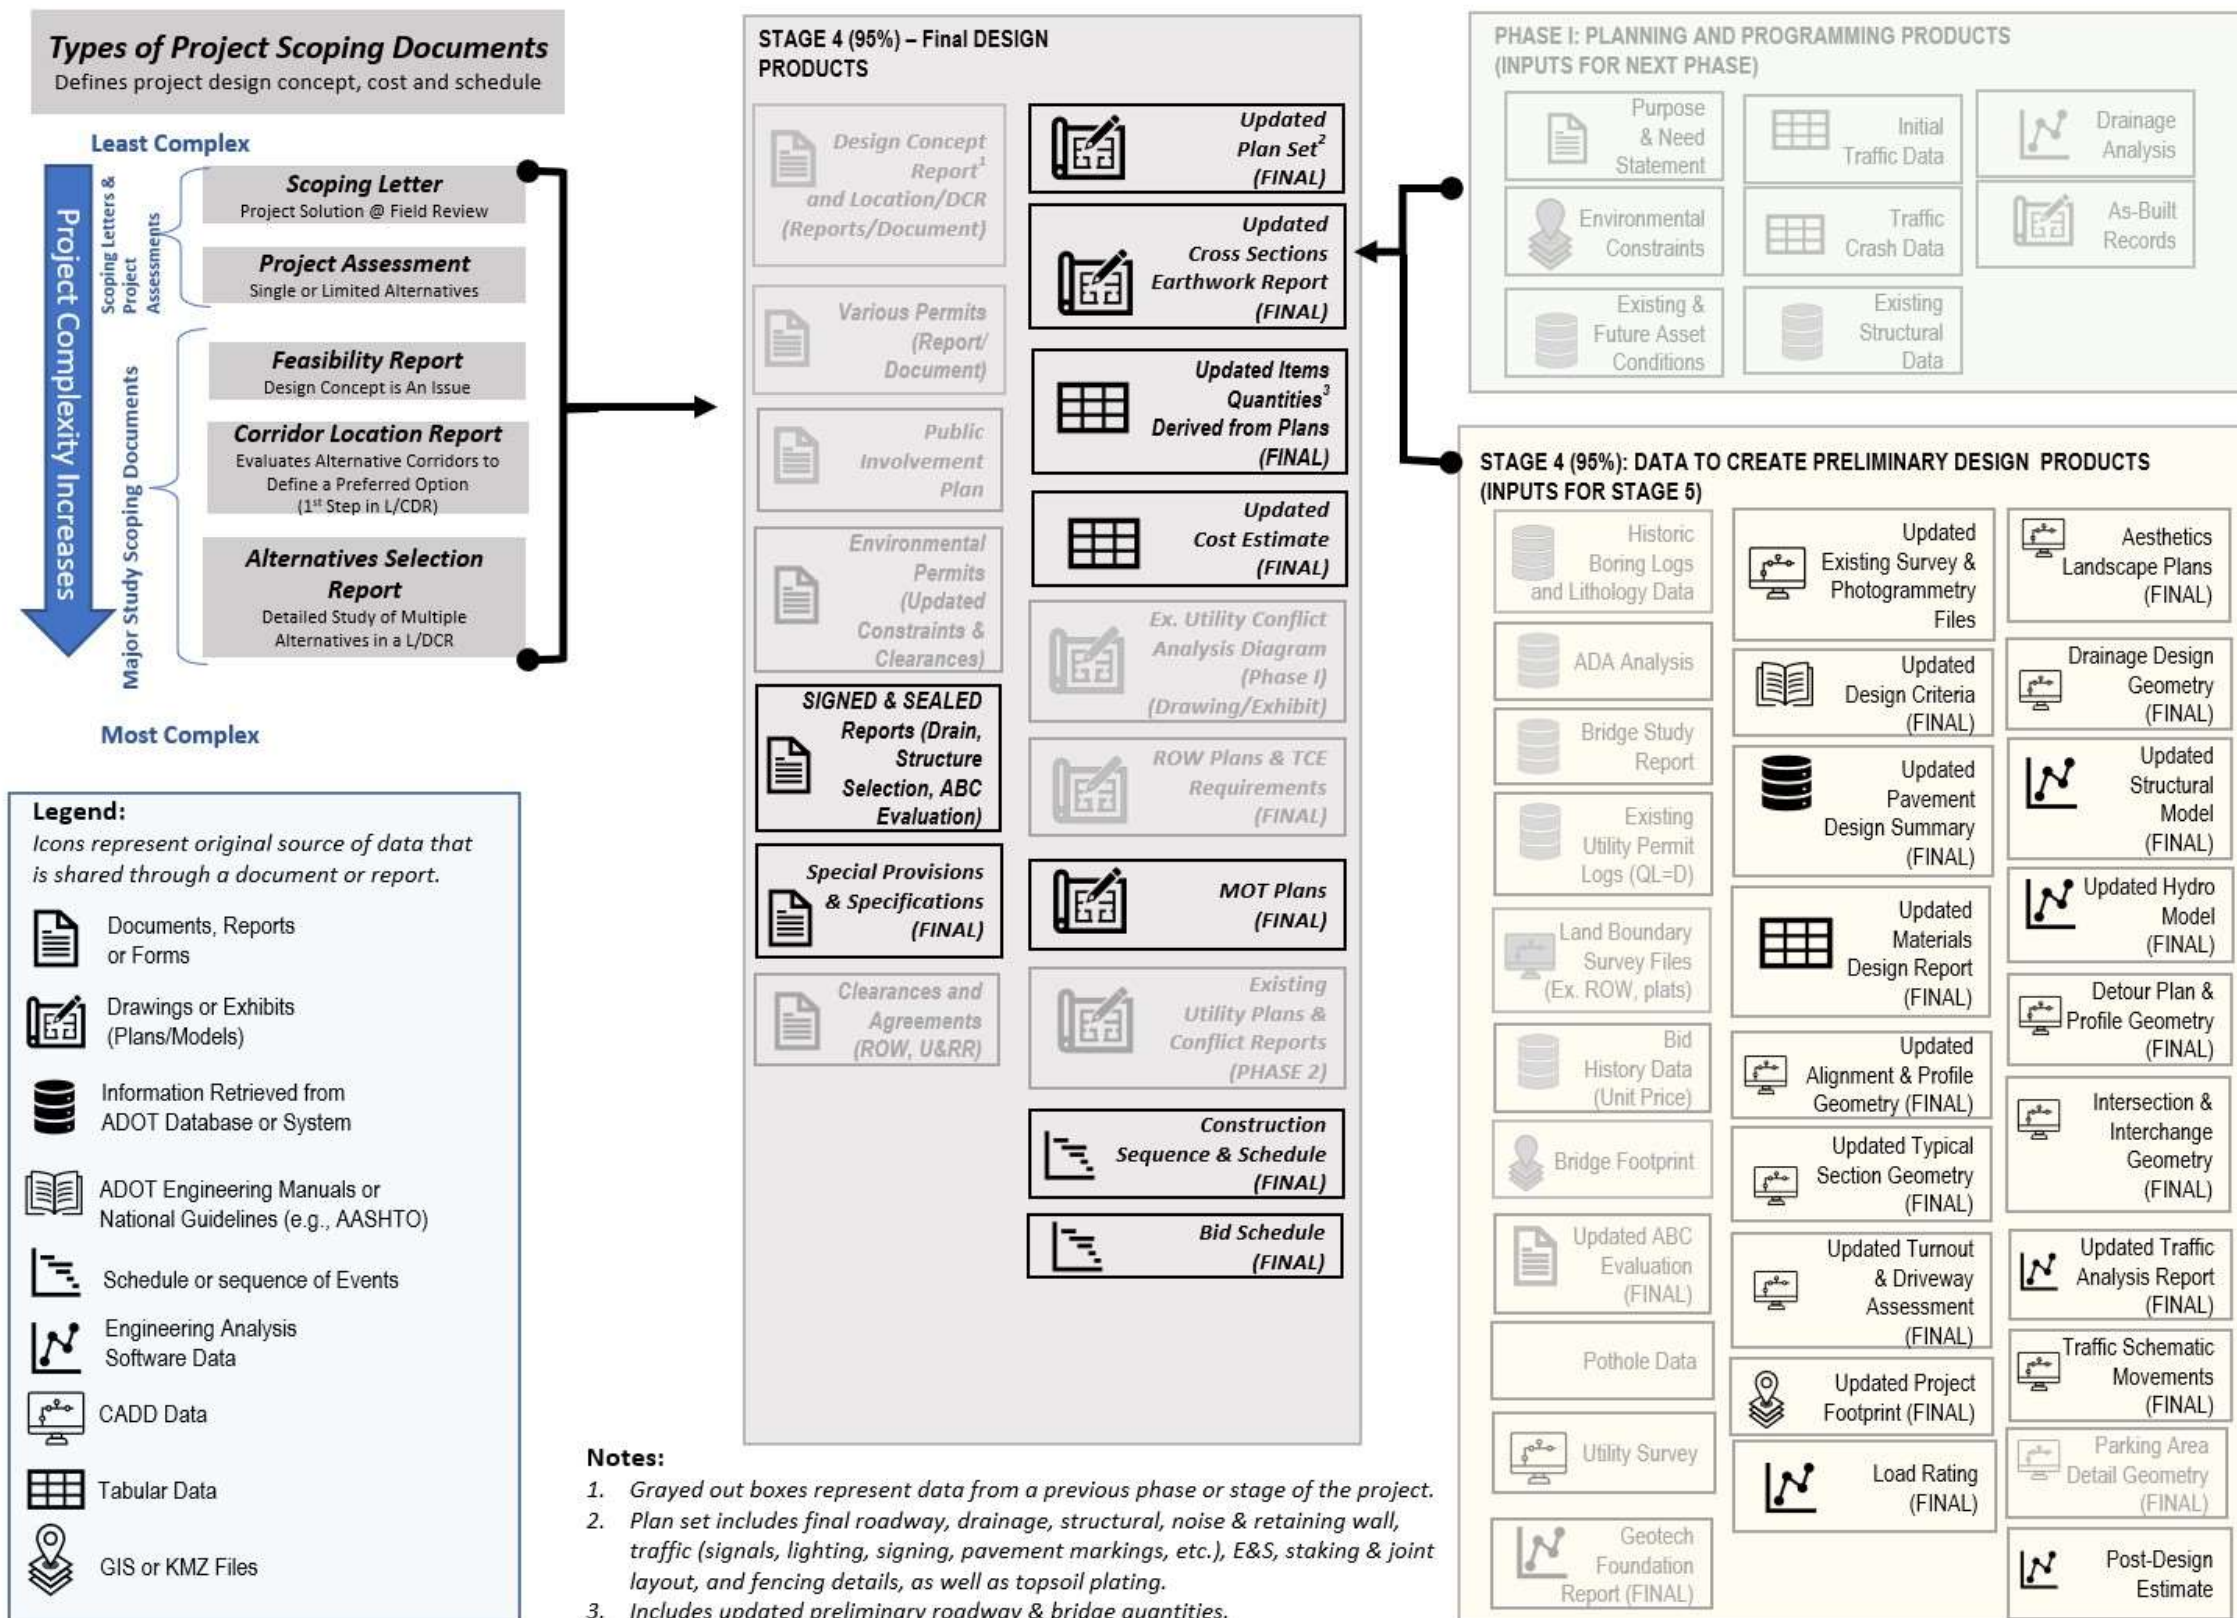 Types of Project Scoping Documents
Defines project design concept, cost and schedule
Least Complex
Project Complexity Increases
Scoping Letters &
Project
Assessments
Scoping Letter
Project Solution @ Field Review
Project Assessment
Single or Limited Alternatives
Major Study Scoping Documents
Feasibility Report
Design Concept is An Issue
Corridor Location Report
Evaluates Alternative Corridors to
Define a Preferred Option
(1st Step in L/CDR)
Alternatives Selection
Report
Detailed Study of Multiple
Alternatives in a L/DCR
Most Complex
Legend:
Icons represent original source of data that
is shared through a document or report.
Documents, Reports
or Forms
Drawings or Exhibits
(Plans/Models)
Information Retrieved from
ADOT Database or System
ADOT Engineering Manuals or
National Guidelines (e.g., AASHTO)
Schedule or sequence of Events
Engineering Analysis
Software Data
CADD Data
Tabular Data
GIS or KMZ Files
STAGE 4 (95%) – Final DESIGN
PRODUCTS
Design Concept
Report1
and Location/DCR
(Reports/Document)
Various Permits
(Report/
Document)
Public
Involvement
Plan
Environmental
Permits
(Updated
Constraints &
Clearances)
SIGNED & SEALED
Reports (Drain,
Structure
Selection, ABC
Evaluation)
Special Provisions
& Specifications
(FINAL)
Clearances and
Agreements
(ROW, U&RR)
Updated
Plan Set2
(FINAL)
Updated
Cross Sections
Earthwork Report
(FINAL)
Updated Items
Quantities3
Derived from Plans
(FINAL)
Updated
Cost Estimate
(FINAL)
Ex. Utility Conflict
Analysis Diagram
(Phase I)
(Drawing/Exhibit)
ROW Plans & TCE
Requirements
(FINAL)
MOT Plans
(FINAL)
Existing
Utility Plans &
Conflict Reports
(PHASE 2)
Construction
Sequence & Schedule
(FINAL)
Bid Schedule
(FINAL)
Notes:
1. Grayed out boxes represent data from a previous phase or stage of the project.
2. Plan set includes final roadway, drainage, structural, noise & retaining wall,
traffic (signals, lighting, signing, pavement markings, etc.), E&S, staking & joint
layout, and fencing details, as well as topsoil plating.
3. Includes updated preliminary roadway & bridge quantities.
PHASE I: PLANNING AND PROGRAMMING PRODUCTS
(INPUTS FOR NEXT PHASE)
Purpose
& Need
Statement
Environmental
Constraints
Existing &
Future Asset
Conditions
Initial
Traffic Data
Traffic
Crash Data
Existing
Structural
Data
Drainage
Analysis
As-Built
Records
STAGE 4 (95%): DATA TO CREATE PRELIMINARY DESIGN PRODUCTS
(INPUTS FOR STAGE 5)
Historic
Boring Logs
and Lithology Data
ADA Analysis
Bridge Study
Report
Existing
Utility Permit
Logs (QL=D)
Land Boundary
Survey Files
(Ex. ROW, plats)
Bid
History Data
(Unit Price)
Bridge Footprint
Updated ABC
Evaluation
(FINAL)
Pothole Data
Utility Survey
Geotech
Foundation
Report (FINAL)
Updated
Existing Survey &
Photogrammetry
Files
Updated
Design Criteria
(FINAL)
Updated
Pavement
Design Summary
(FINAL)
Updated
Materials
Design Report
(FINAL)
Updated
Alignment & Profile
Geometry (FINAL)
Updated Typical
Section Geometry
(FINAL)
Updated Turnout
& Driveway
Assessment
(FINAL)
Updated Project
Footprint (FINAL)
Load Rating
(FINAL)
Aesthetics
Landscape Plans
(FINAL)
Drainage Design
Geometry
(FINAL)
Updated
Structural
Model
(FINAL)
Updated Hydro
Model
(FINAL)
Detour Plan &
Profile Geometry
(FINAL)
Intersection &
Interchange
Geometry
(FINAL)
Updated Traffic
Analysis Report
(FINAL)
Traffic Schematic
Movements
(FINAL)
Parking Area
Detail Geometry
(FINAL)
Post-Design
Estimate